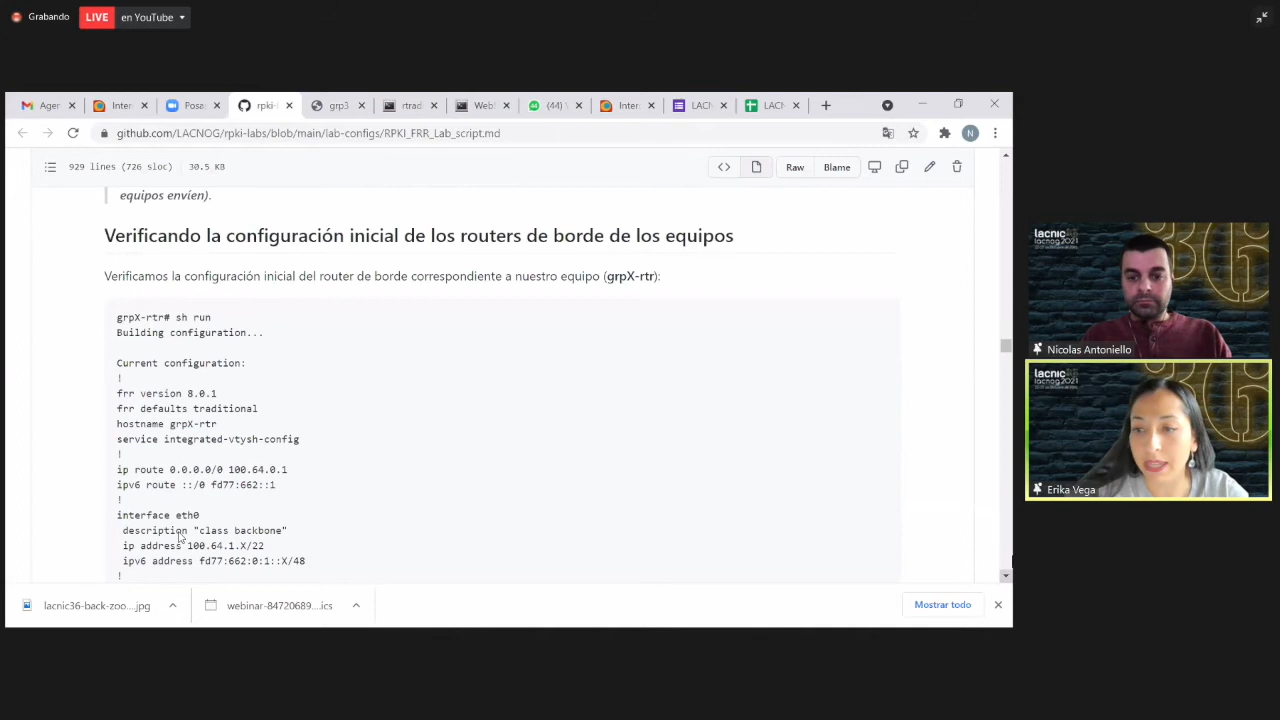 Grabando
LIVE en YouTube
Ager
Inter
Posa
rpki-l
grp3
rtrad
Web
(44)
Inter
LACN
LACN
github.com/LACNOG/rpki-labs/blob/main/lab-configs/RPKI_FRR_Lab_script.md
N
929 lines (726 sloc) 30.5 KB
Raw
Blame
equipos envíen).
Verificando la configuración inicial de los routers de borde de los equipos
Verificamos la configuración inicial del router de borde correspondiente a nuestro equipo (grpX-rtr):
grpX-rtr# sh run
Building configuration...
Current configuration:
!
frr version 8.0.1
frr defaults traditional
hostname grpX-rtr
service integrated-vtysh-config
!
ip route 0.0.0.0/0 100.64.0.1
ipv6 route ::/0 fd77:662::1
!
interface eth0
description "class backbone"
ip address 100.64.1.X/22
ipv6 address fd77:662:0:1::X/48
!
lacnic36-back-zoo....jpg
webinar-84720689....ics
Mostrar todo
lacnic
lacnog2021
Nicolas Antoniello
lacnic
lacnog2021
Erika Vega